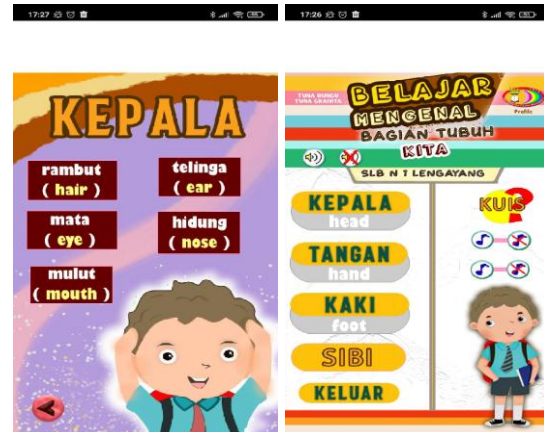 17:27
KEPALA
rambut
( hair )
telinga
( ear )
mata
( eye )
hidung
( nose )
mulut
( mouth )
17:26
TUNA RUNGU
TUNA GRAHITA
BELAJAR
MENGENAL
BAGIAN TUBUH
KITA
Profile
SLB N 1 LENGAYANG
KEPALA
head
TANGAN
hand
KAKI
foot
SIBI
KELUAR
KUIS
?